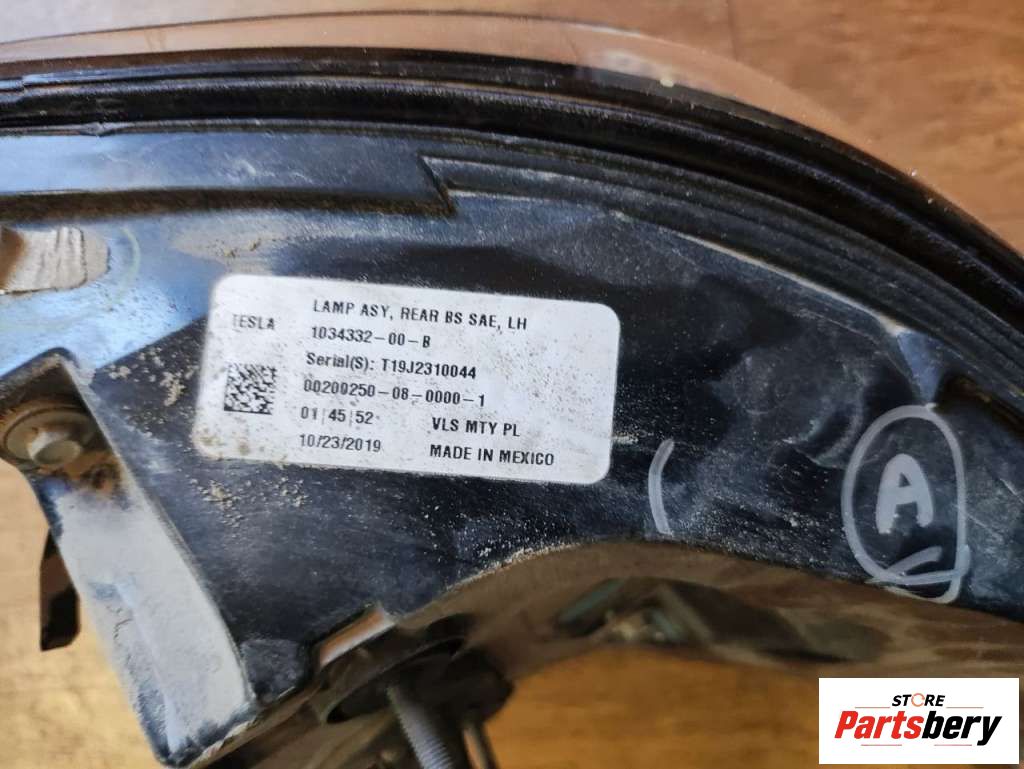 LAMP ASY, REAR BS SAE, LH
TESLA
1034332-00-B
Serial(S): T19J2310044
00200250-08-0000-1
01|45|52
VLS MTY PL
10/23/2019
MADE IN MEXICO
A
STORE
Partsbery